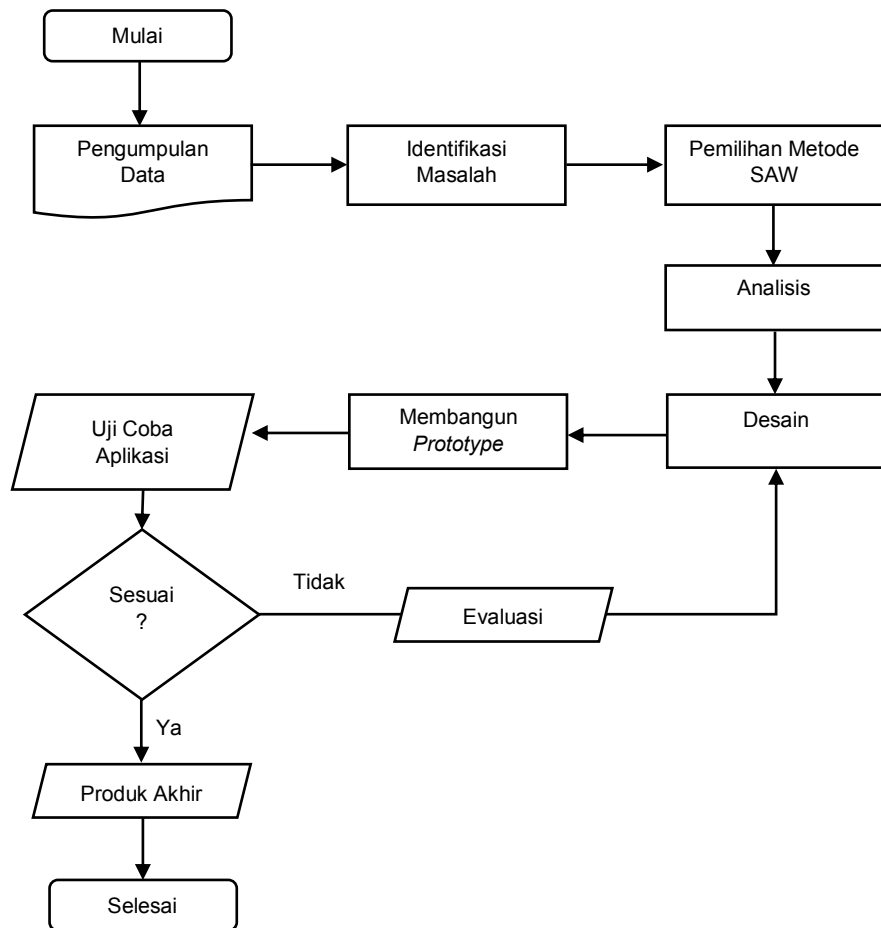 Mulai
Pengumpulan
Data
Identifikasi
Masalah
Pemilihan Metode
SAW
Analisis
Desain
Membangun
Prototype
Uji Coba
Aplikasi
Sesuai
?
Tidak
Evaluasi
Ya
Produk Akhir
Selesai